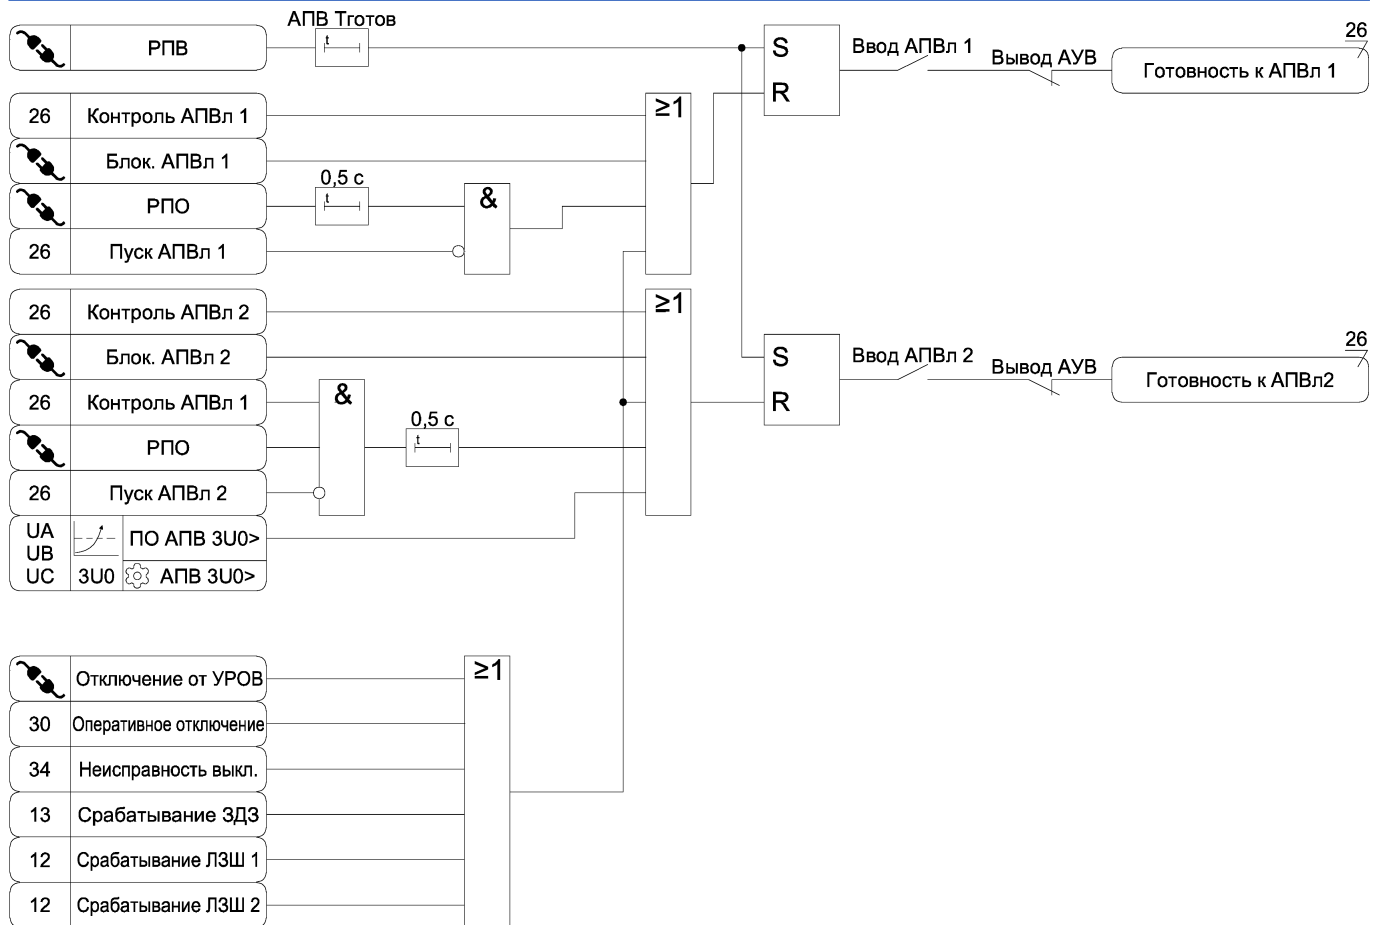 АПВ Тготов
РПВ
t
S
R
Ввод АПВл 1
Вывод АУВ
26
Готовность к АПВл 1
26 Контроль АПВл 1
≥1
Блок. АПВл 1
0,5 с
РПО
t
&
26 Пуск АПВл 1
26 Контроль АПВл 2
≥1
Блок. АПВл 2
S
R
Ввод АПВл 2
Вывод АУВ
26
Готовность к АПВл2
26 Контроль АПВл 1
&
0,5 с
РПО
t
26 Пуск АПВл 2
UA
UB
UC
ПО АПВ 3U0>
3U0 АПВ 3U0>
Отключение от УРОВ
≥1
30 Оперативное отключение
34 Неисправность выкл.
13 Срабатывание ЗДЗ
12 Срабатывание ЛЗШ 1
12 Срабатывание ЛЗШ 2